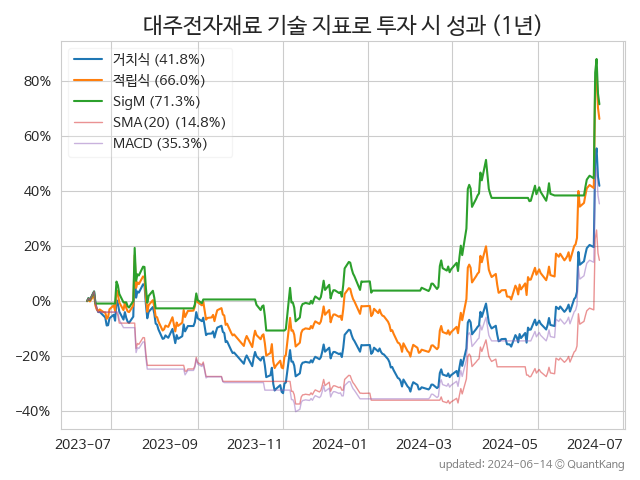 대주전자재료 기술 지표로 투자 시 성과 (1년)
거치식 (41.8%)
적립식 (66.0%)
SigM (71.3%)
SMA(20) (14.8%)
MACD (35.3%)
80%
60%
40%
20%
0%
−20%
−40%
2023-07 2023-09 2023-11 2024-01 2024-03 2024-05 2024-07
updated: 2024-06-14 © QuantKang